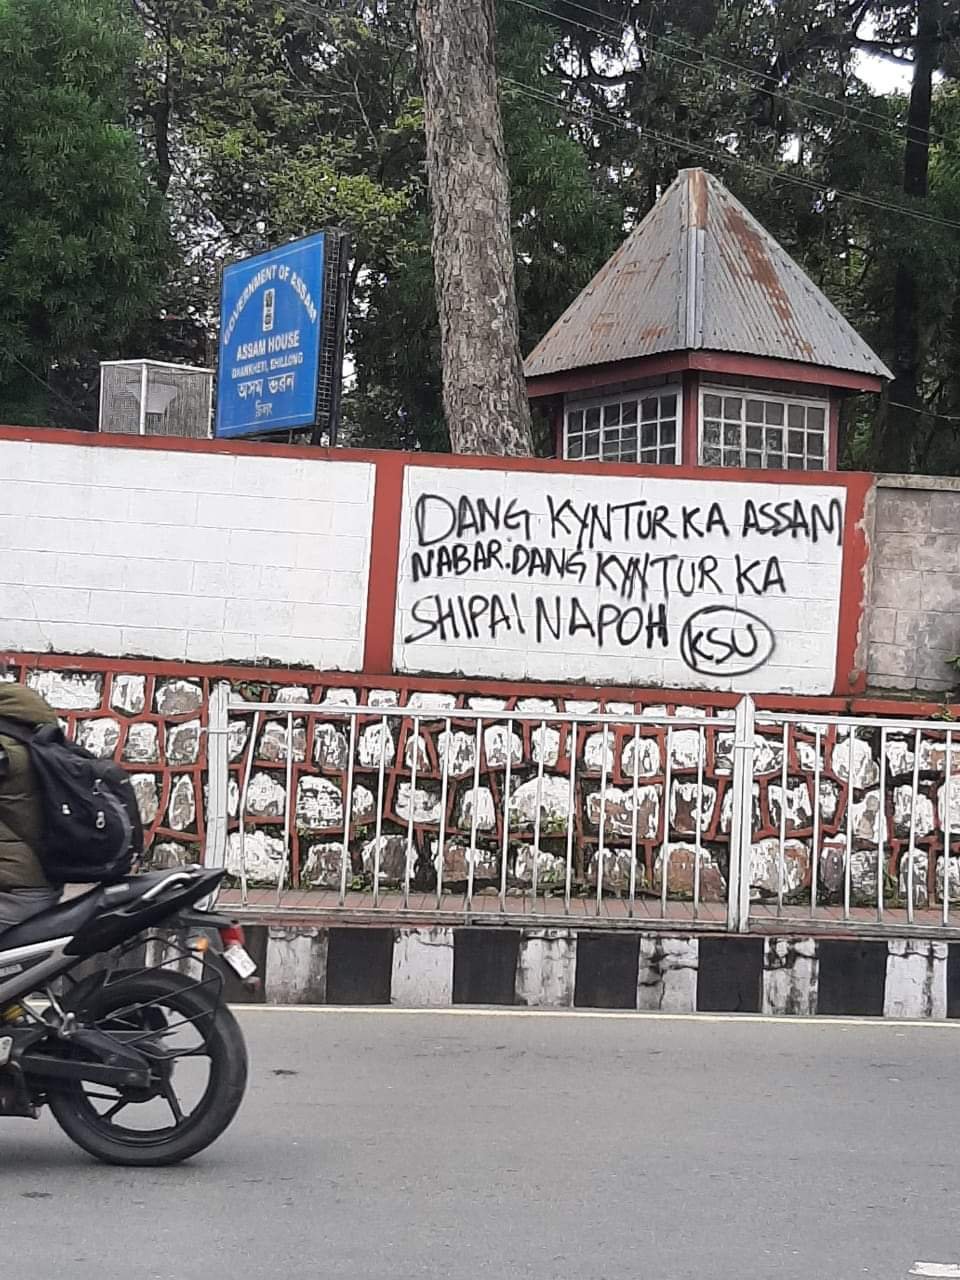 GOVERNMENT OF ASSAM
ASSAM HOUSE
DHANKHETI, SHILLONG
অসম ভৱন
শ্বিলং
DANG KYNTUR KA ASSAM
NABAR. DANG KYNTUR KA
SHIPAI NAPOH KSU